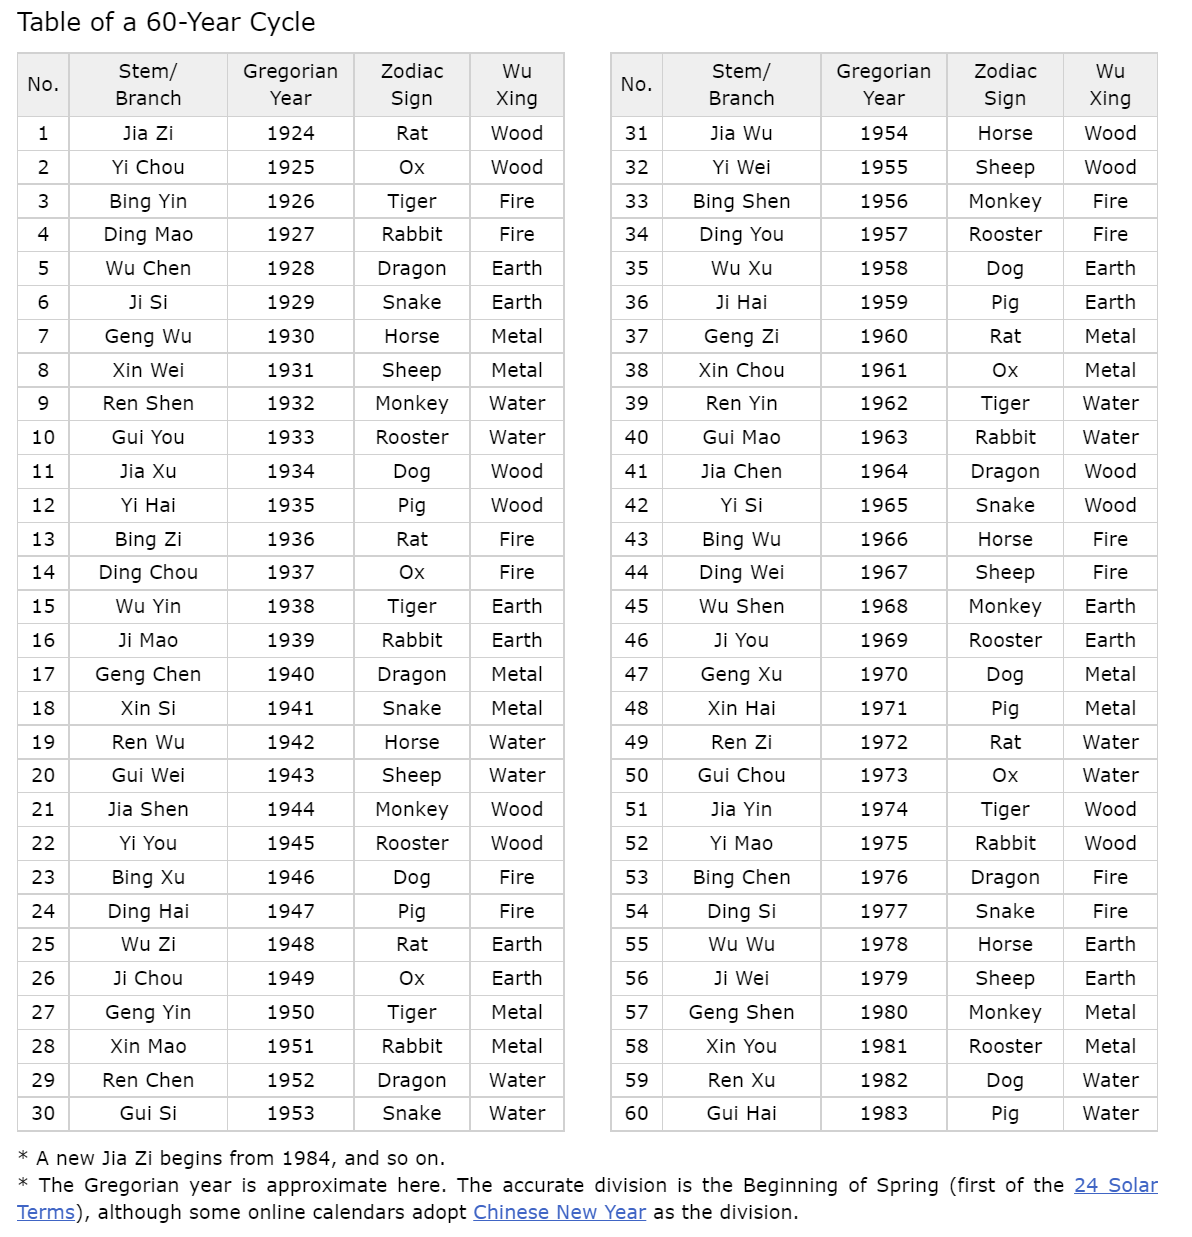 Table of a 60-Year Cycle
No. Stem/ Branch Gregorian Year Zodiac Sign Wu Xing
1 Jia Zi 1924 Rat Wood
2 Yi Chou 1925 Ox Wood
3 Bing Yin 1926 Tiger Fire
4 Ding Mao 1927 Rabbit Fire
5 Wu Chen 1928 Dragon Earth
6 Ji Si 1929 Snake Earth
7 Geng Wu 1930 Horse Metal
8 Xin Wei 1931 Sheep Metal
9 Ren Shen 1932 Monkey Water
10 Gui You 1933 Rooster Water
11 Jia Xu 1934 Dog Wood
12 Yi Hai 1935 Pig Wood
13 Bing Zi 1936 Rat Fire
14 Ding Chou 1937 Ox Fire
15 Wu Yin 1938 Tiger Earth
16 Ji Mao 1939 Rabbit Earth
17 Geng Chen 1940 Dragon Metal
18 Xin Si 1941 Snake Metal
19 Ren Wu 1942 Horse Water
20 Gui Wei 1943 Sheep Water
21 Jia Shen 1944 Monkey Wood
22 Yi You 1945 Rooster Wood
23 Bing Xu 1946 Dog Fire
24 Ding Hai 1947 Pig Fire
25 Wu Zi 1948 Rat Earth
26 Ji Chou 1949 Ox Earth
27 Geng Yin 1950 Tiger Metal
28 Xin Mao 1951 Rabbit Metal
29 Ren Chen 1952 Dragon Water
30 Gui Si 1953 Snake Water
No. Stem/ Branch Gregorian Year Zodiac Sign Wu Xing
31 Jia Wu 1954 Horse Wood
32 Yi Wei 1955 Sheep Wood
33 Bing Shen 1956 Monkey Fire
34 Ding You 1957 Rooster Fire
35 Wu Xu 1958 Dog Earth
36 Ji Hai 1959 Pig Earth
37 Geng Zi 1960 Rat Metal
38 Xin Chou 1961 Ox Metal
39 Ren Yin 1962 Tiger Water
40 Gui Mao 1963 Rabbit Water
41 Jia Chen 1964 Dragon Wood
42 Yi Si 1965 Snake Wood
43 Bing Wu 1966 Horse Fire
44 Ding Wei 1967 Sheep Fire
45 Wu Shen 1968 Monkey Earth
46 Ji You 1969 Rooster Earth
47 Geng Xu 1970 Dog Metal
48 Xin Hai 1971 Pig Metal
49 Ren Zi 1972 Rat Water
50 Gui Chou 1973 Ox Water
51 Jia Yin 1974 Tiger Wood
52 Yi Mao 1975 Rabbit Wood
53 Bing Chen 1976 Dragon Fire
54 Ding Si 1977 Snake Fire
55 Wu Wu 1978 Horse Earth
56 Ji Wei 1979 Sheep Earth
57 Geng Shen 1980 Monkey Metal
58 Xin You 1981 Rooster Metal
59 Ren Xu 1982 Dog Water
60 Gui Hai 1983 Pig Water
* A new Jia Zi begins from 1984, and so on.
* The Gregorian year is approximate here. The accurate division is the Beginning of Spring (first of the 24 Solar
Terms), although some online calendars adopt Chinese New Year as the division.